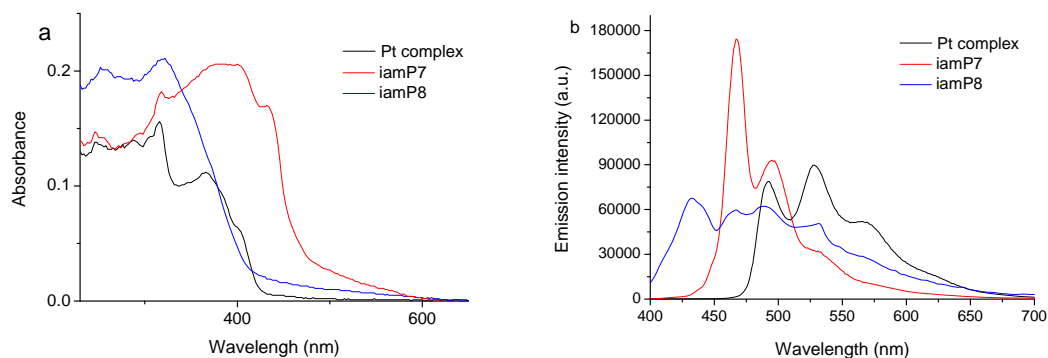 a
Pt complex
iamP7
iamP8
0.2
0.1
0.0
400
600
Absorbance
Wavelength (nm)
b
Pt complex
iamP7
iamP8
180000
150000
120000
90000
60000
30000
0
400
450
500
550
600
650
700
Emission intensity (a.u.)
Wavelength (nm)